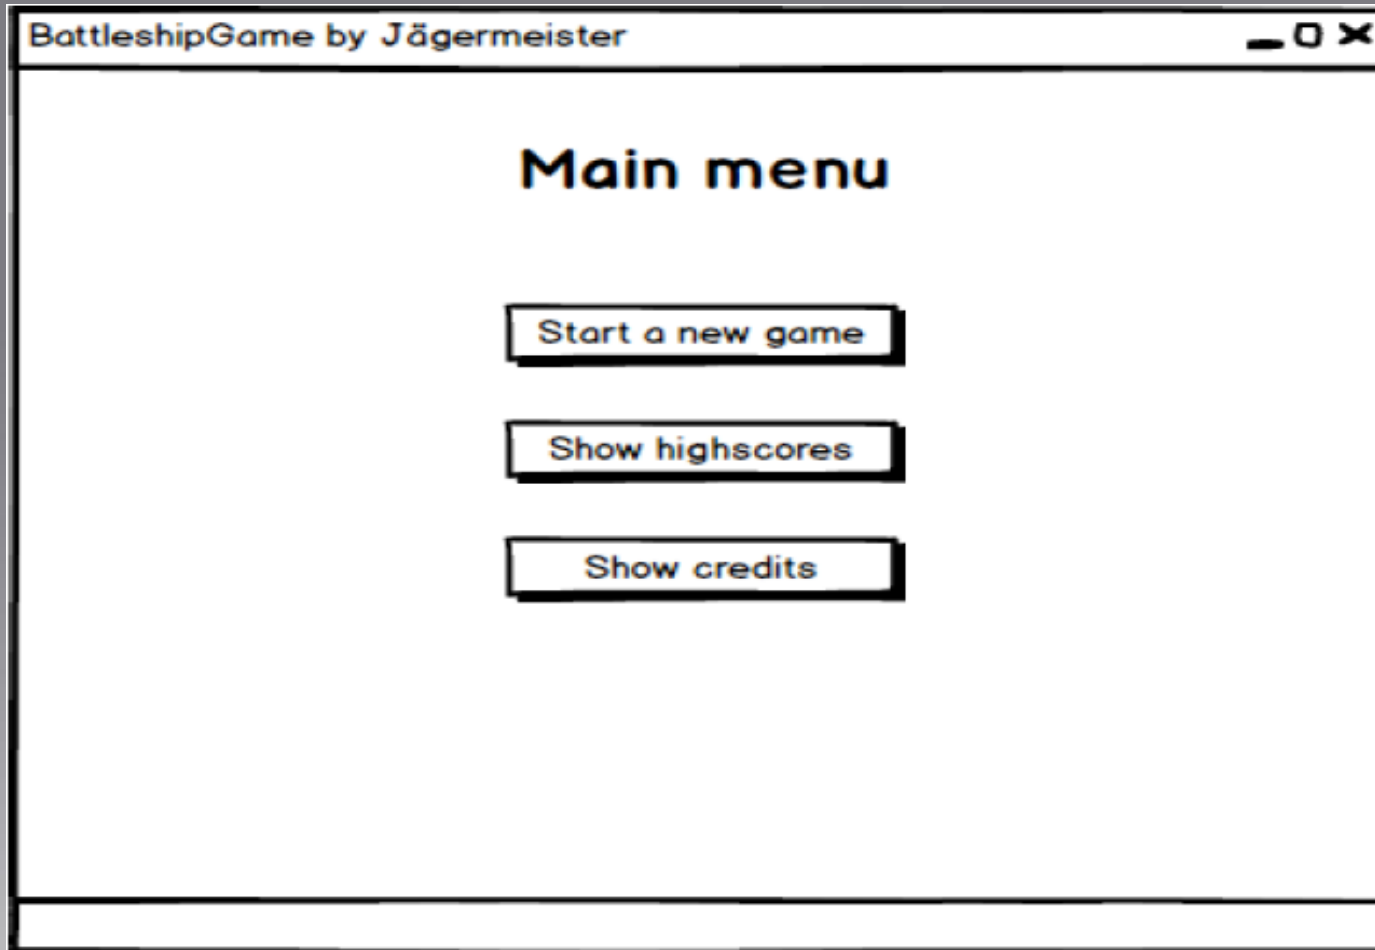 BattleshipGame by Jägermeister
Main menu
Start a new game
Show highscores
Show credits